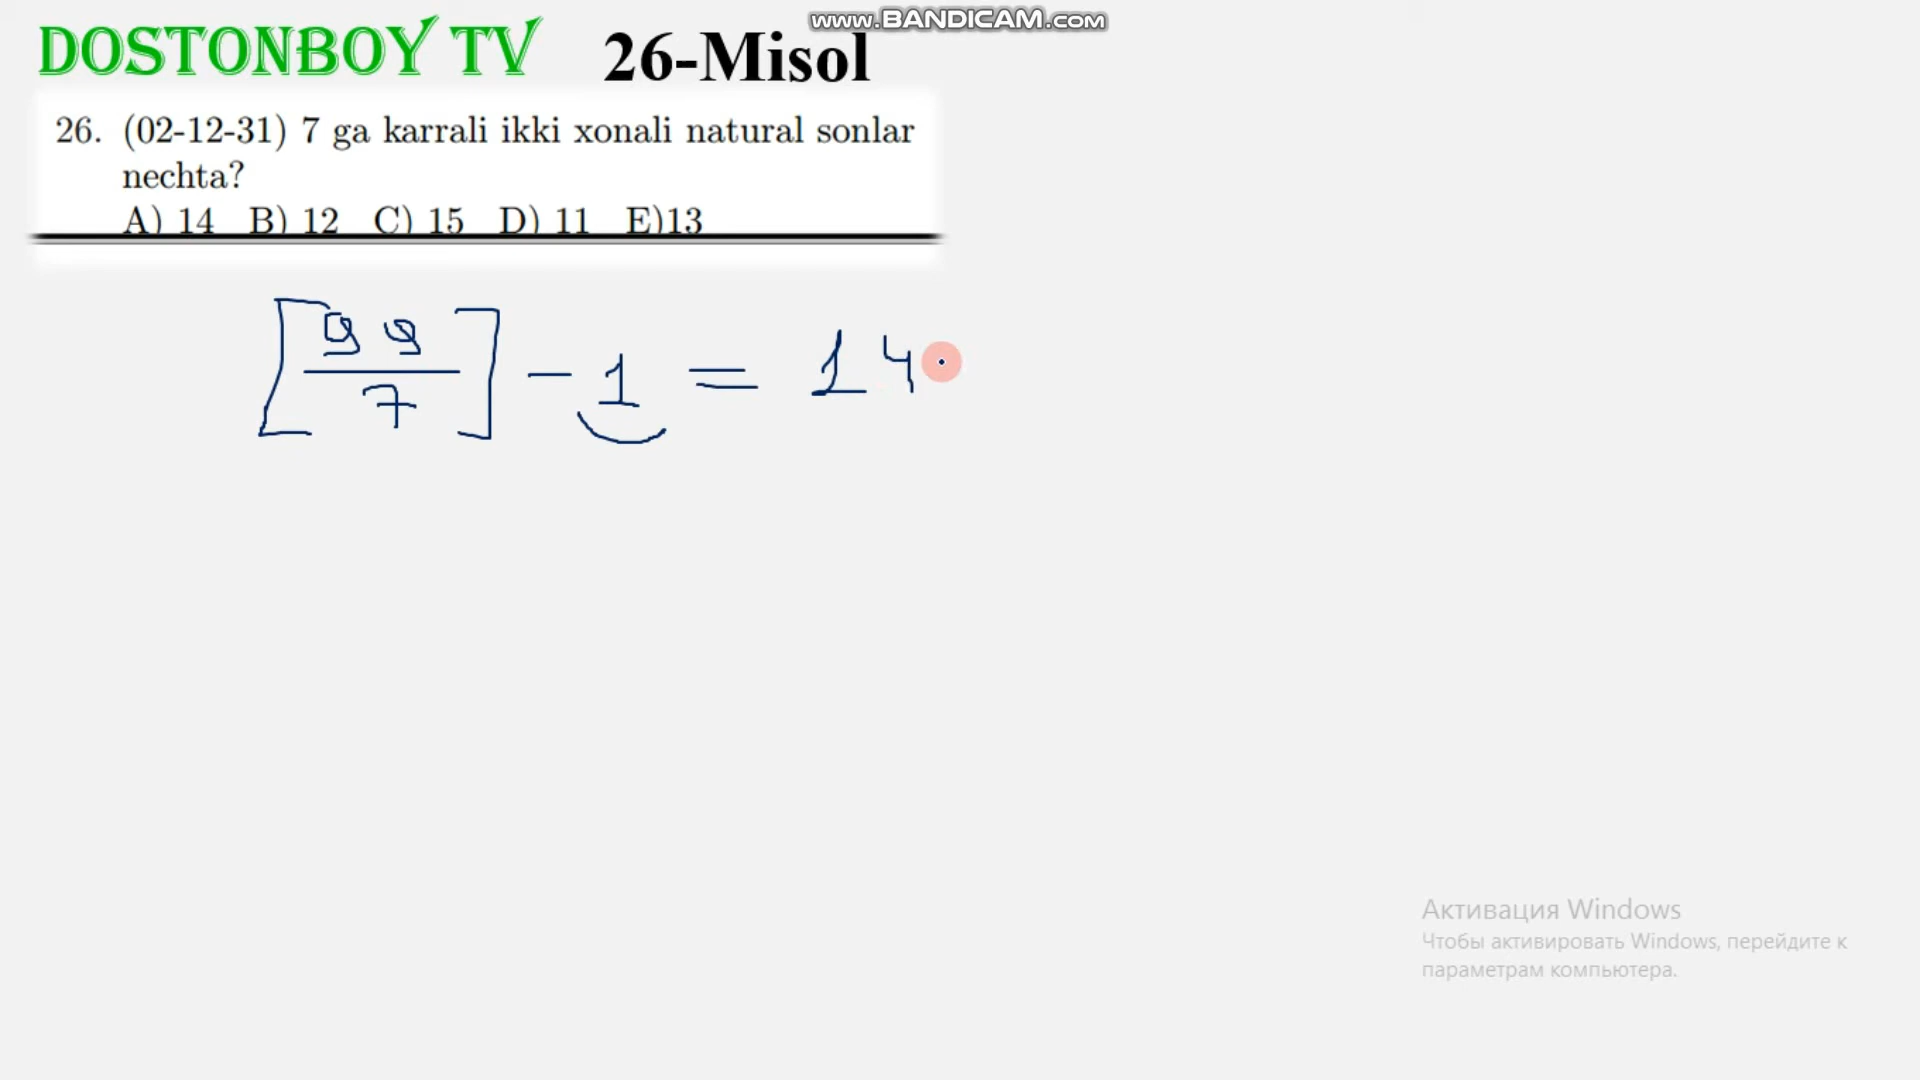 www.BANDICAM.com
DOSTONBOY TV 26-Misol
26. (02-12-31) 7 ga karrali ikki xonali natural sonlar
nechta?
A) 14 B) 12 C) 15 D) 11 E)13
[99/7] - 1 = 14
Активация Windows
Чтобы активировать Windows, перейдите к
параметрам компьютера.